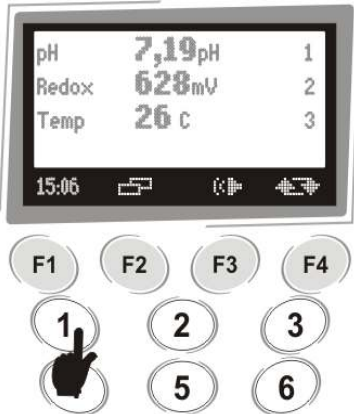 pH 7,19pH 1
Redox 628mV 2
Temp 26 c 3
15:06
F1 F2 F3 F4
1 2 3
5 6